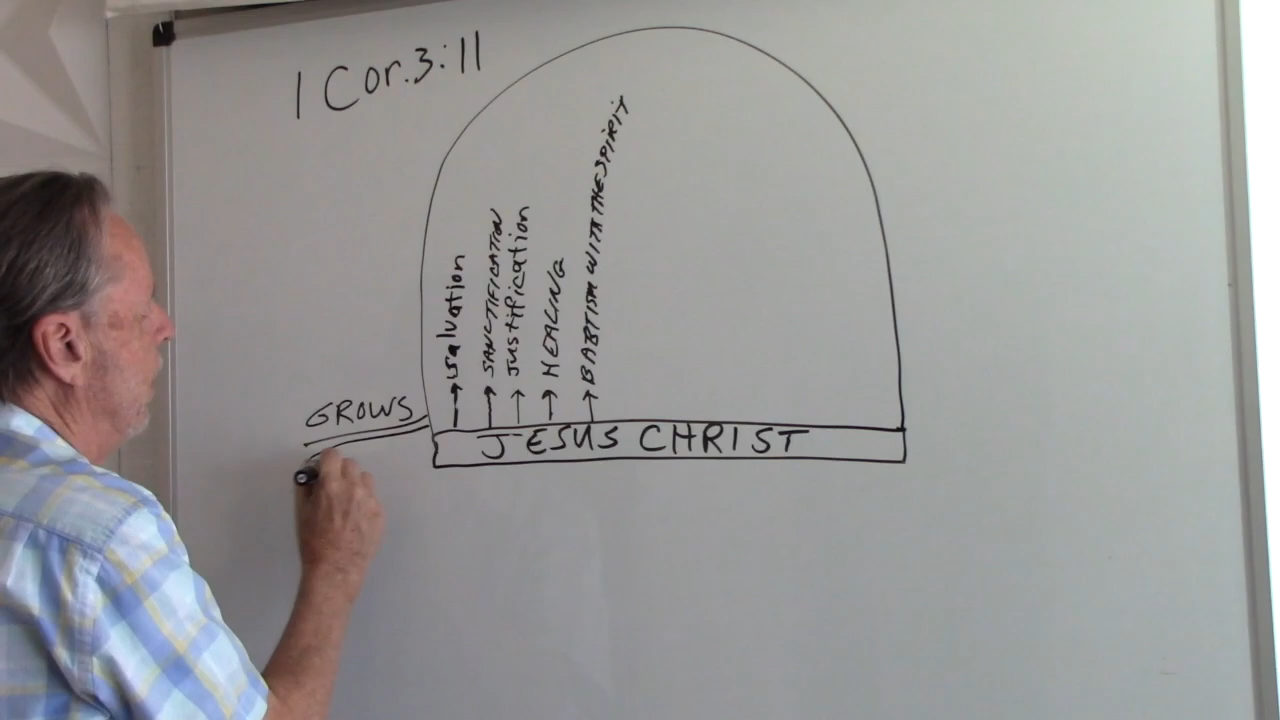 1 Cor.3:11
Salvation
SANCTIFICATION
Justification
HEALING
BABTISM WITH THE SPIRIT
GROWS
JESUS CHRIST